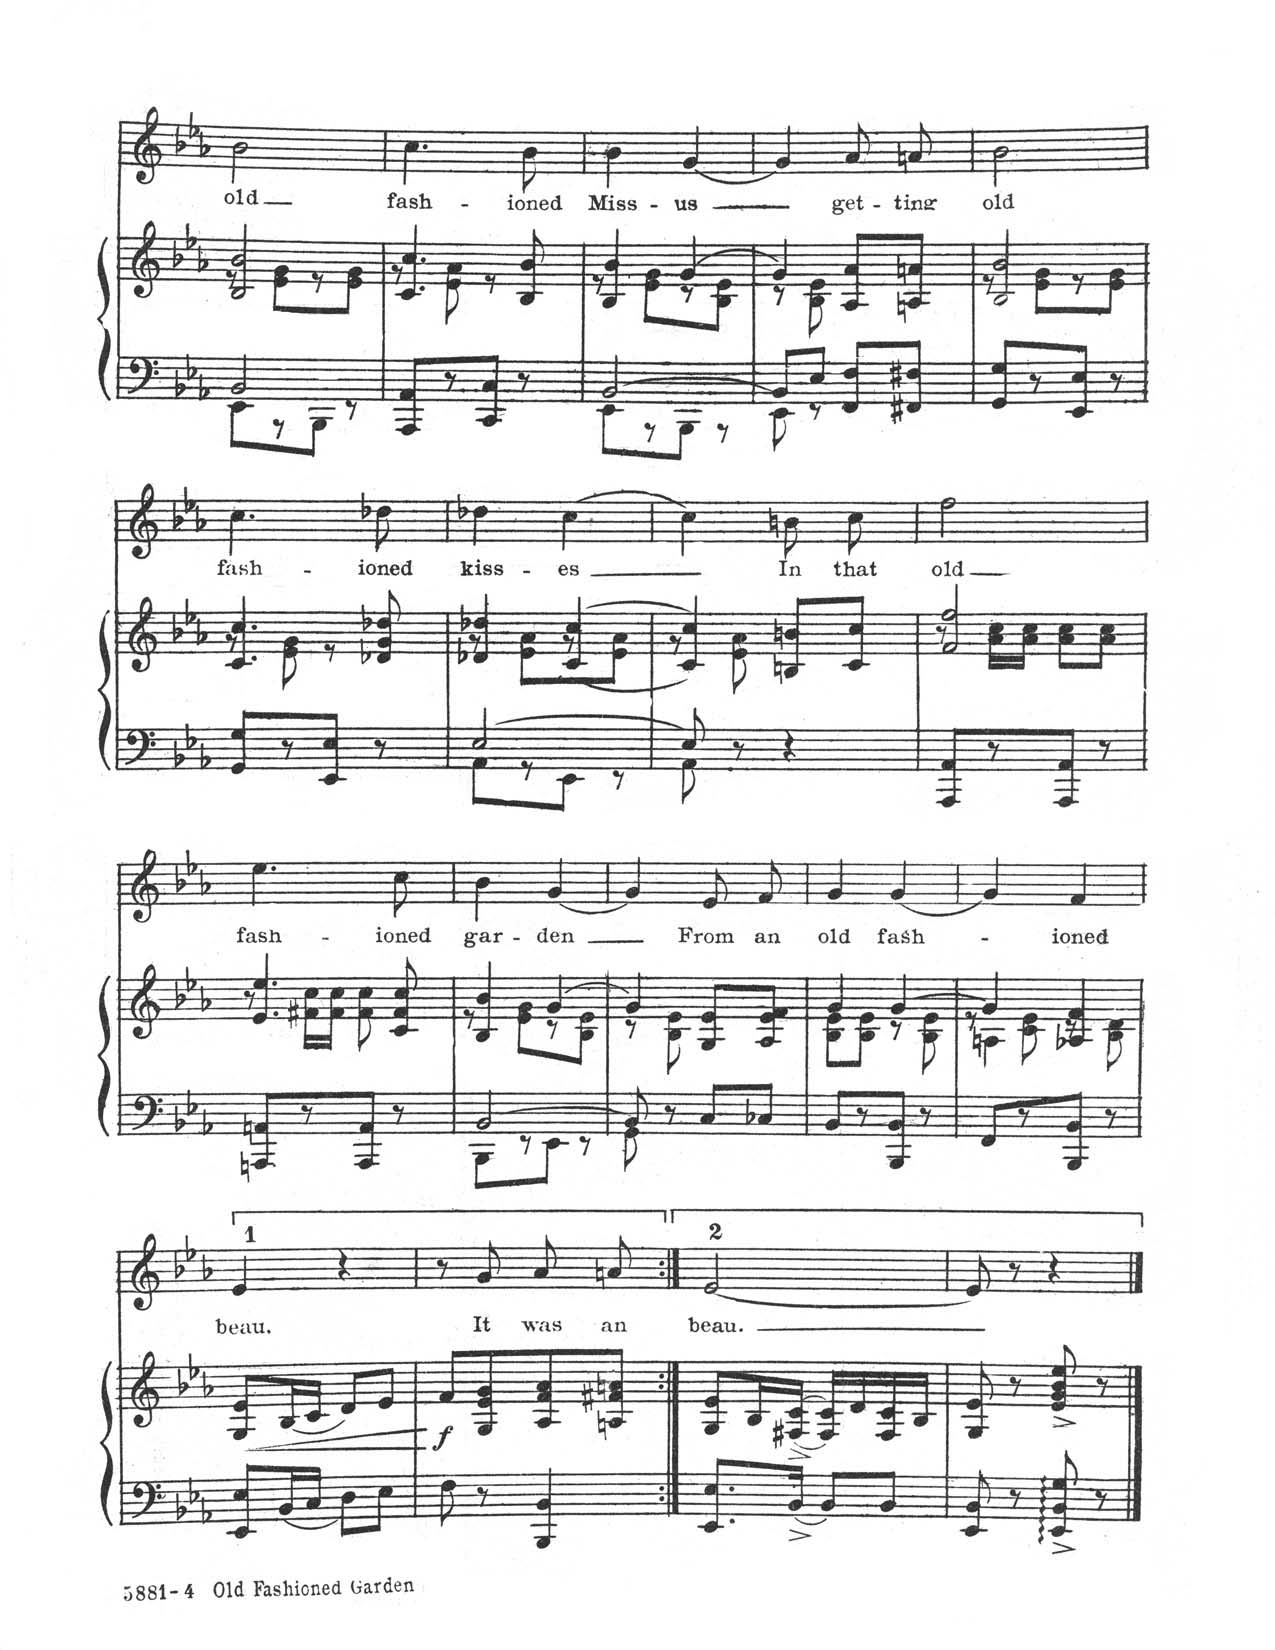 old fash - ioned Miss - us get - ting old
fash - ioned kiss - es In that old
fash - ioned gar - den From an old fash - ioned
1 2
beau. It was an beau.
f
5881-4 Old Fashioned Garden